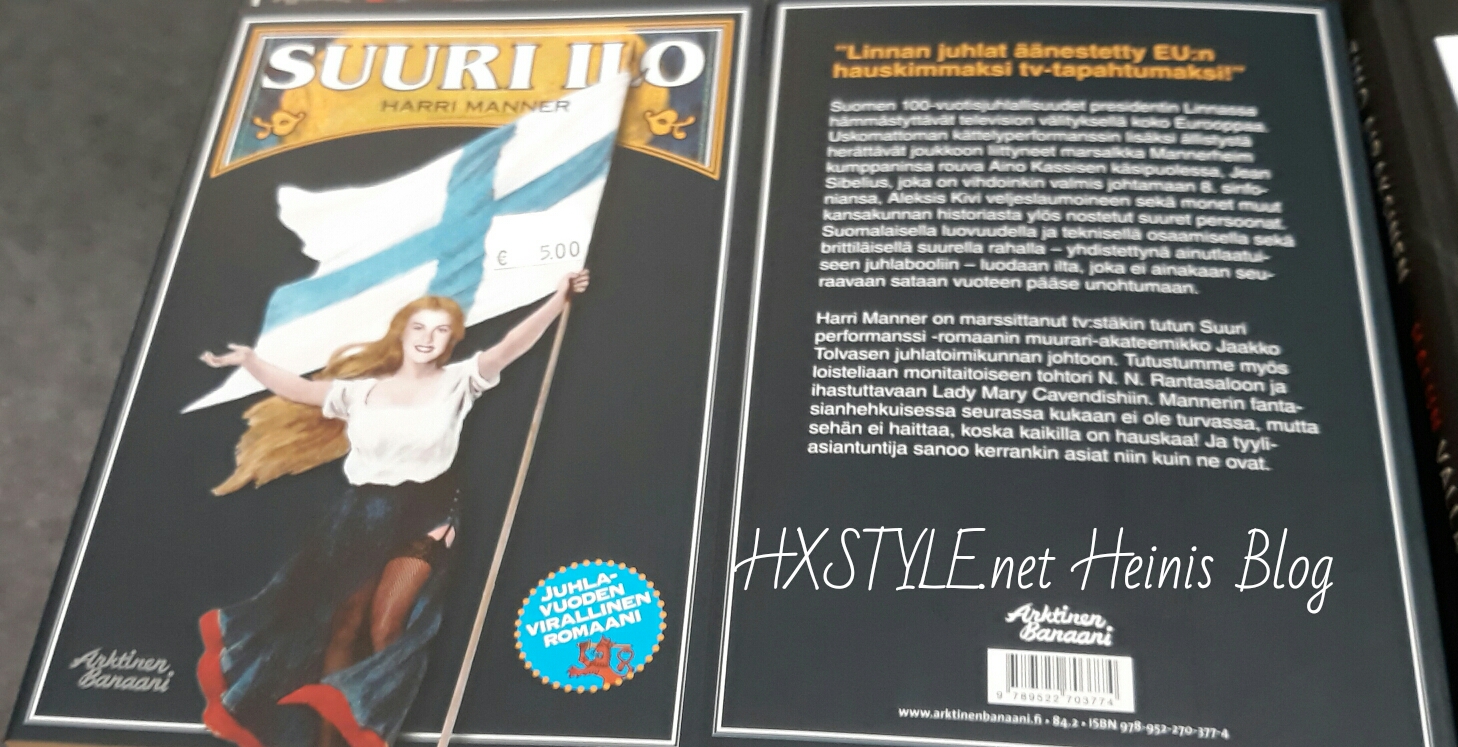 SUURI ILO
HARRI MANNER
€ 5.00
JUHLA-
VUODEN
VIRALLINEN
ROMAANI
Arktinen
Banaani
"Linnan juhlat äänestetty EU:n
hauskimmaksi tv-tapahtumaksi!"
Suomen 100-vuotisjuhlallisuudet presidentin Linnassa
hämmästyttävät television välityksellä koko Eurooppaa.
Uskomattoman kättelyperformanssin lisäksi ällistystä
herättävät joukkoon liittyneet marsalkka Mannerheim
kumppaninsa rouva Aino Kassisen käsipuolessa, Jean
Sibelius, joka on vihdoinkin valmis johtamaan 8. sinfo-
niansa, Aleksis Kivi veljeslaumoineen sekä monet muut
kansakunnan historiasta ylös nostetut suuret persoonat.
Suomalaisella luovuudella ja teknisellä osaamisella sekä
brittiläisellä suurella rahalla – yhdistettynä ainutlaatui-
seen juhlabooliin – luodaan ilta, joka ei ainakaan seu-
raavaan sataan vuoteen pääse unohtumaan.
Harri Manner on marssittanut tv:stäkin tutun Suuri
performanssi -romaanin muurari-akateemikko Jaakko
Tolvasen juhlatoimikunnan johtoon. Tutustumme myös
loisteliaan monitaitoiseen tohtori N. N. Rantasaloon ja
ihastuttavaan Lady Mary Cavendishiin. Mannerin fanta-
sianhehkuisessa seurassa kukaan ei ole turvassa, mutta
sehän ei haittaa, koska kaikilla on hauskaa! Ja tyyli-
asiantuntija sanoo kerrankin asiat niin kuin ne ovat.
HXSTYLE.net Heinis Blog
Arktinen
Banaani
9 789522 703774
www.arktinenbanaani.fi • 84.2 • ISBN 978-952-270-377-4